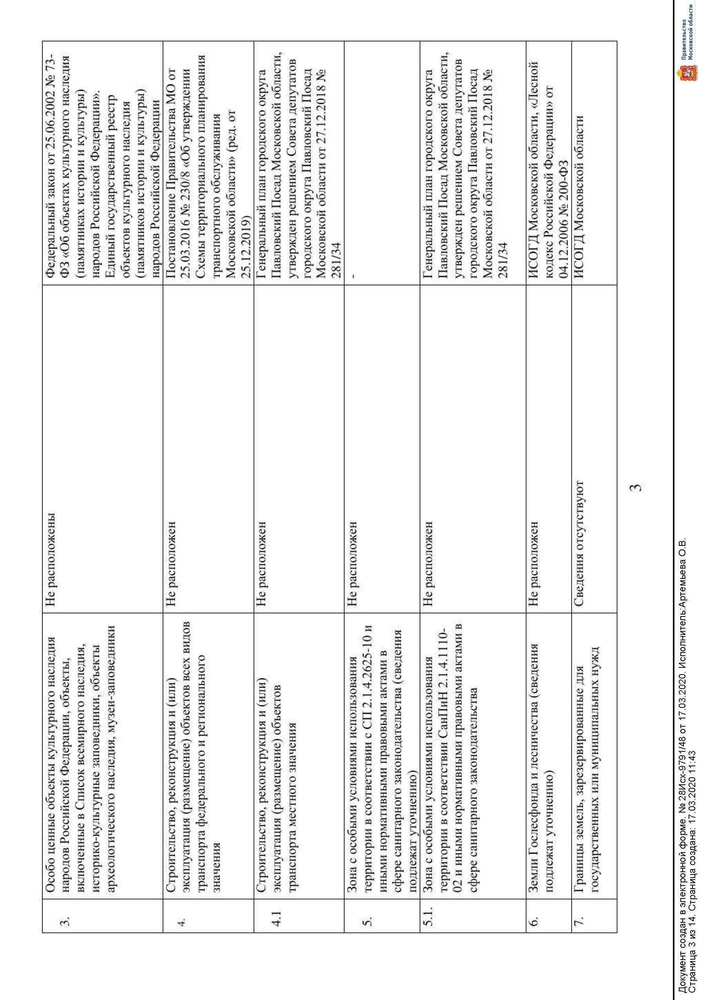 3.
Особо ценные объекты культурного наследия
народов Российской Федерации, объекты,
включенные в Список всемирного наследия,
историко-культурные заповедники, объекты
археологического наследия, музеи-заповедники
Не расположены
Федеральный закон от 25.06.2002 № 73-
ФЗ «Об объектах культурного наследия
(памятниках истории и культуры)
народов Российской Федерации».
Единый государственный реестр
объектов культурного наследия
(памятников истории и культуры)
народов Российской Федерации
4.
Строительство, реконструкция и (или)
эксплуатация (размещение) объектов всех видов
транспорта федерального и регионального
значения
Не расположен
Постановление Правительства МО от
25.03.2016 № 230/8 «Об утверждении
Схемы территориального планирования
транспортного обслуживания
Московской области» (ред. от
25.12.2019)
4.1
Строительство, реконструкция и (или)
эксплуатация (размещение) объектов
транспорта местного значения
Не расположен
Генеральный план городского округа
Павловский Посад Московской области,
утвержден решением Совета депутатов
городского округа Павловский Посад
Московской области от 27.12.2018 №
281/34
5.
Зона с особыми условиями использования
территории в соответствии с СП 2.1.4.2625-10 и
иными нормативными правовыми актами в
сфере санитарного законодательства (сведения
подлежат уточнению)
Не расположен
-
5.1.
Зона с особыми условиями использования
территории в соответствии СанПиН 2.1.4.1110-
02 и иными нормативными правовыми актами в
сфере санитарного законодательства
Не расположен
Генеральный план городского округа
Павловский Посад Московской области,
утвержден решением Совета депутатов
городского округа Павловский Посад
Московской области от 27.12.2018 №
281/34
6.
Земли Гослесфонда и лесничества (сведения
подлежат уточнению)
Не расположен
ИСОГД Московской области, «Лесной
кодекс Российской Федерации» от
04.12.2006 № 200-ФЗ
7.
Границы земель, зарезервированные для
государственных или муниципальных нужд
Сведения отсутствуют
ИСОГД Московской области
3
Документ создан в электронной форме. № 28Исх-9791/48 от 17.03.2020. Исполнитель:Артемьева О.В.
Страница 3 из 14. Страница создана: 17.03.2020 11:43
Правительство
Московской области